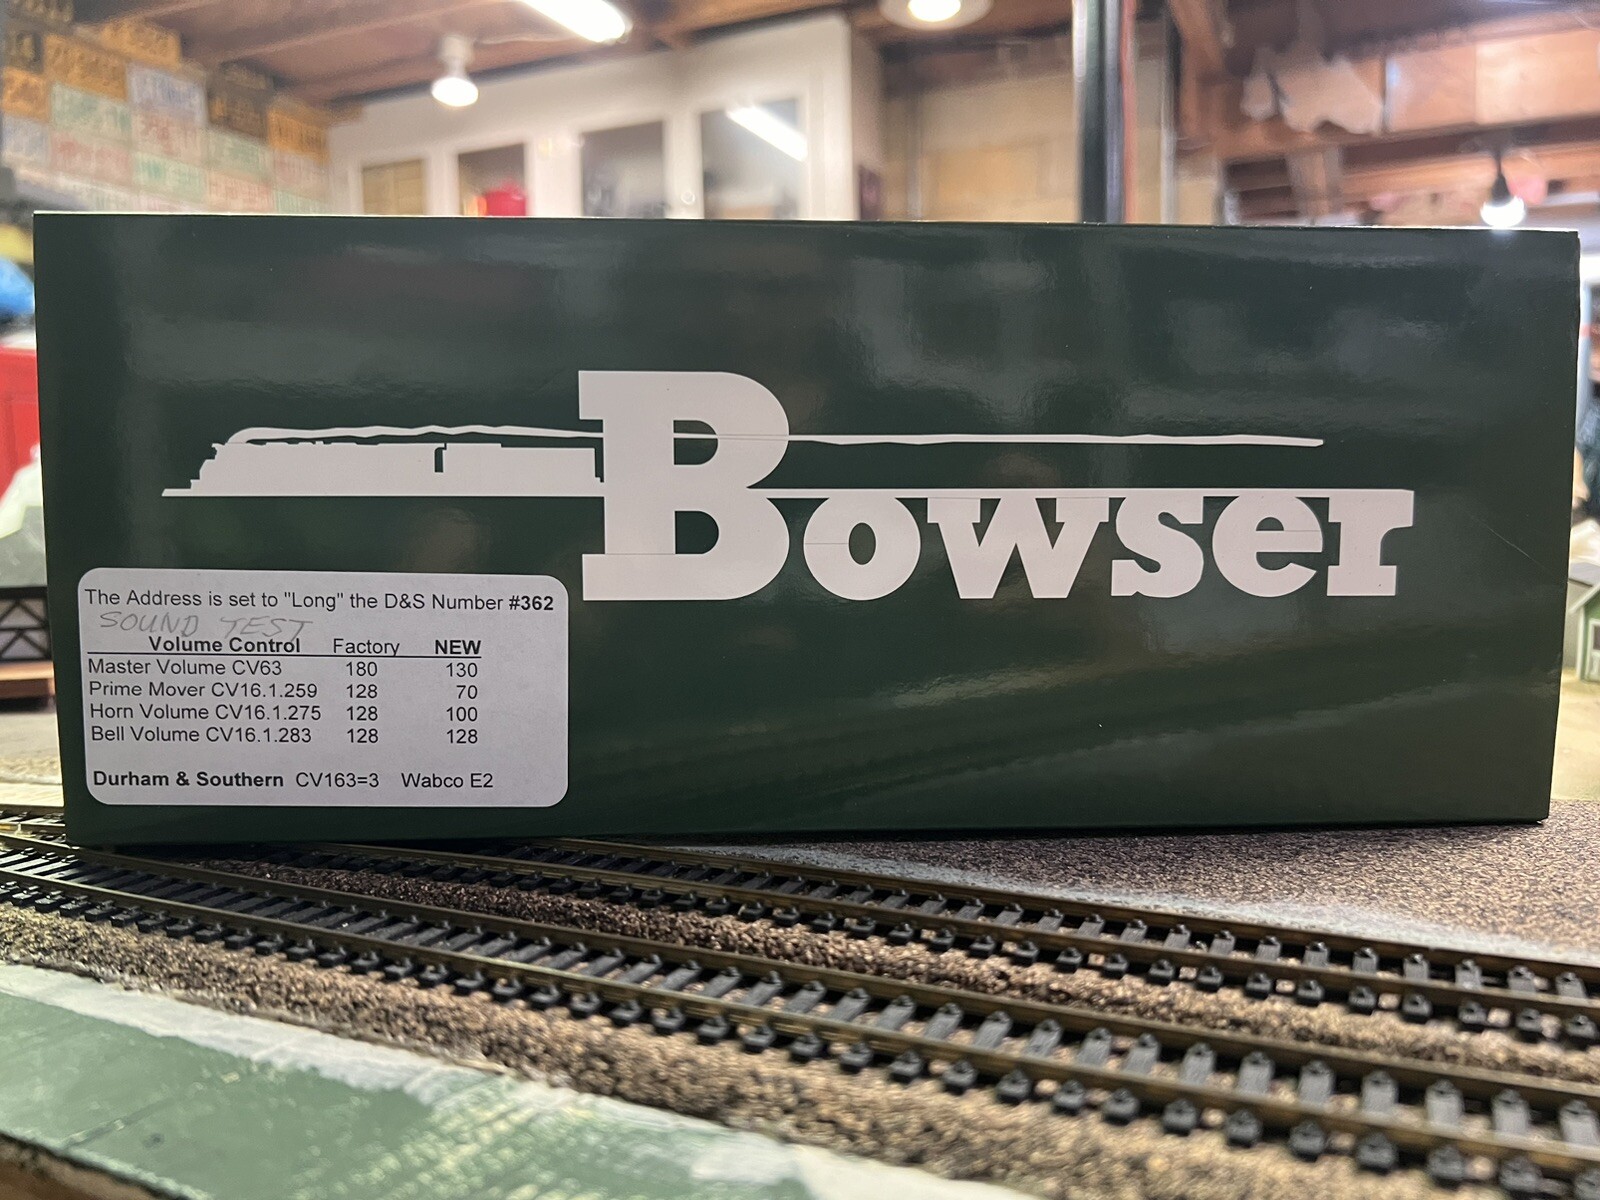 Bowser
The Address is set to "Long" the D&S Number #362
SOUND TEST
Volume Control Factory NEW
Master Volume CV63 180 130
Prime Mover CV16.1.259 128 70
Horn Volume CV16.1.275 128 100
Bell Volume CV16.1.283 128 128
Durham & Southern CV163=3 Wabco E2